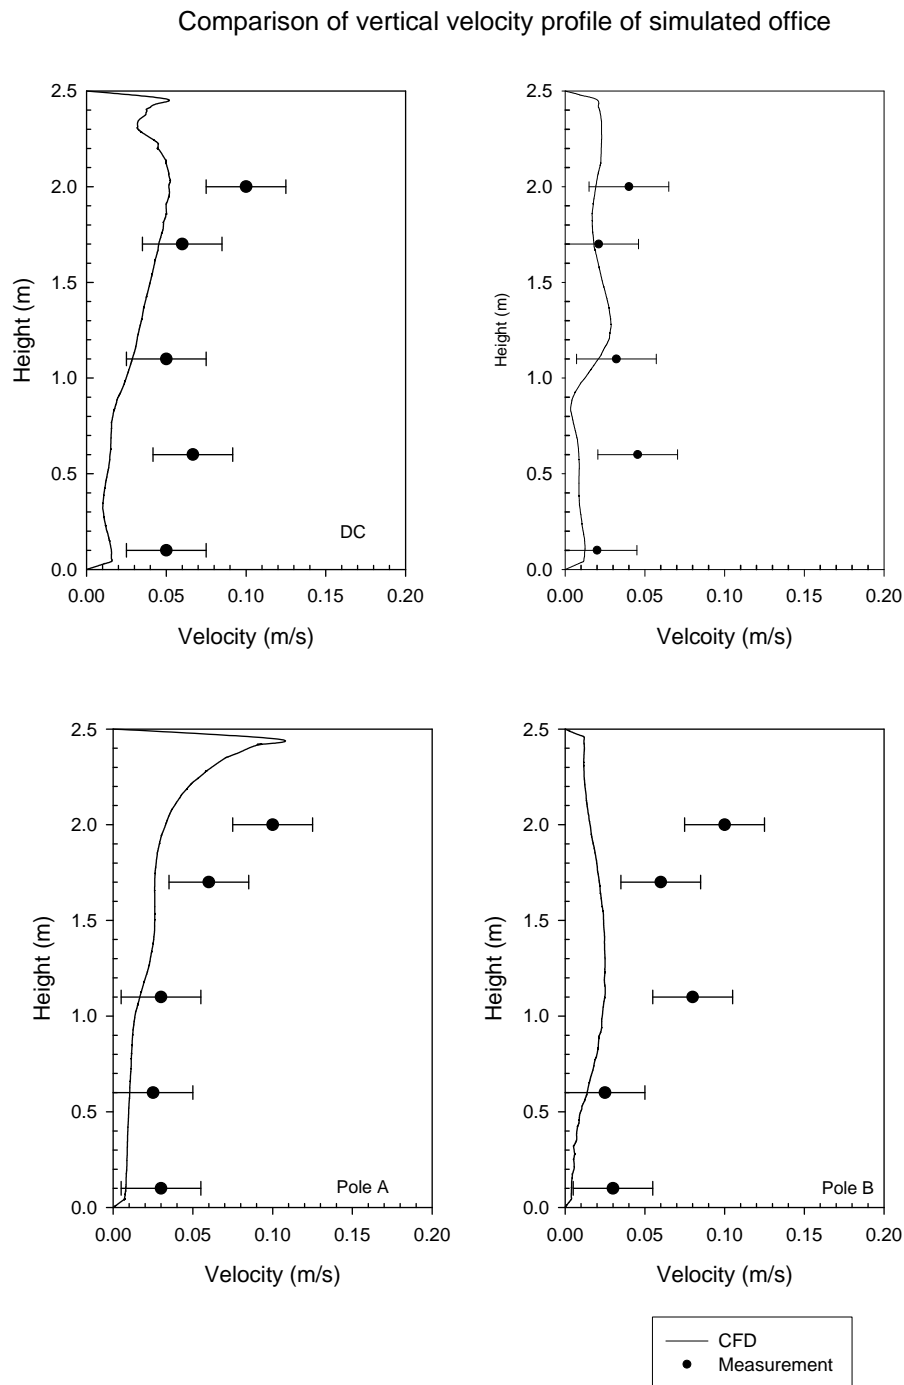 Comparison of vertical velocity profile of simulated office
2.5
2.0
1.5
1.0
0.5
0.0
Height (m)
DC
0.00 0.05 0.10 0.15 0.20
Velocity (m/s)
2.5
2.0
1.5
1.0
0.5
0.0
Height (m)
0.00 0.05 0.10 0.15 0.20
Velcoity (m/s)
2.5
2.0
1.5
1.0
0.5
0.0
Height (m)
Pole A
0.00 0.05 0.10 0.15 0.20
Velocity (m/s)
2.5
2.0
1.5
1.0
0.5
0.0
Height (m)
Pole B
0.00 0.05 0.10 0.15 0.20
Velocity (m/s)
CFD
Measurement